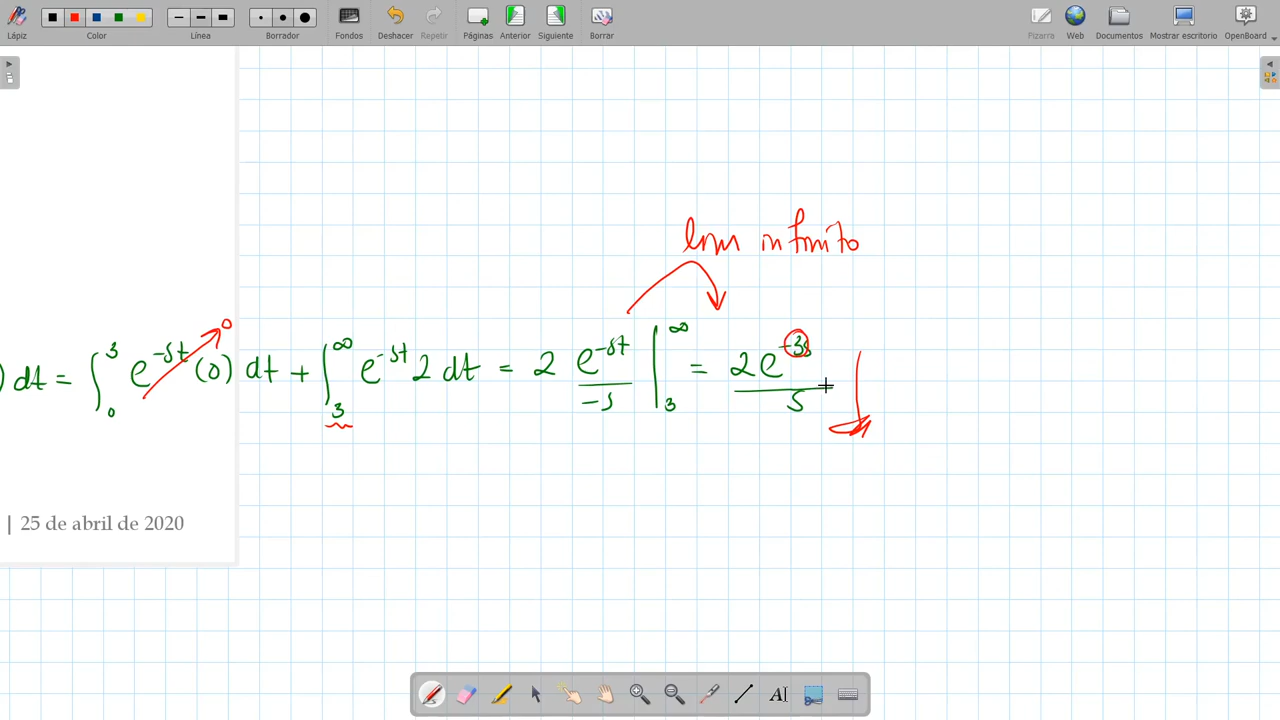 Lápiz Color Línea Borrador Fondos Deshacer Repetir Páginas Anterior Siguiente Borrar Pizarra Web Documentos Mostrar escritorio OpenBoard
lim infinito
) dt = ∫₀³ e^{-st} (0) dt + ∫₃^∞ e^{-st} 2 dt = 2 e^{-st}/-s |₃^∞ = 2e^{-3s}/s
0
| 25 de abril de 2020
AI